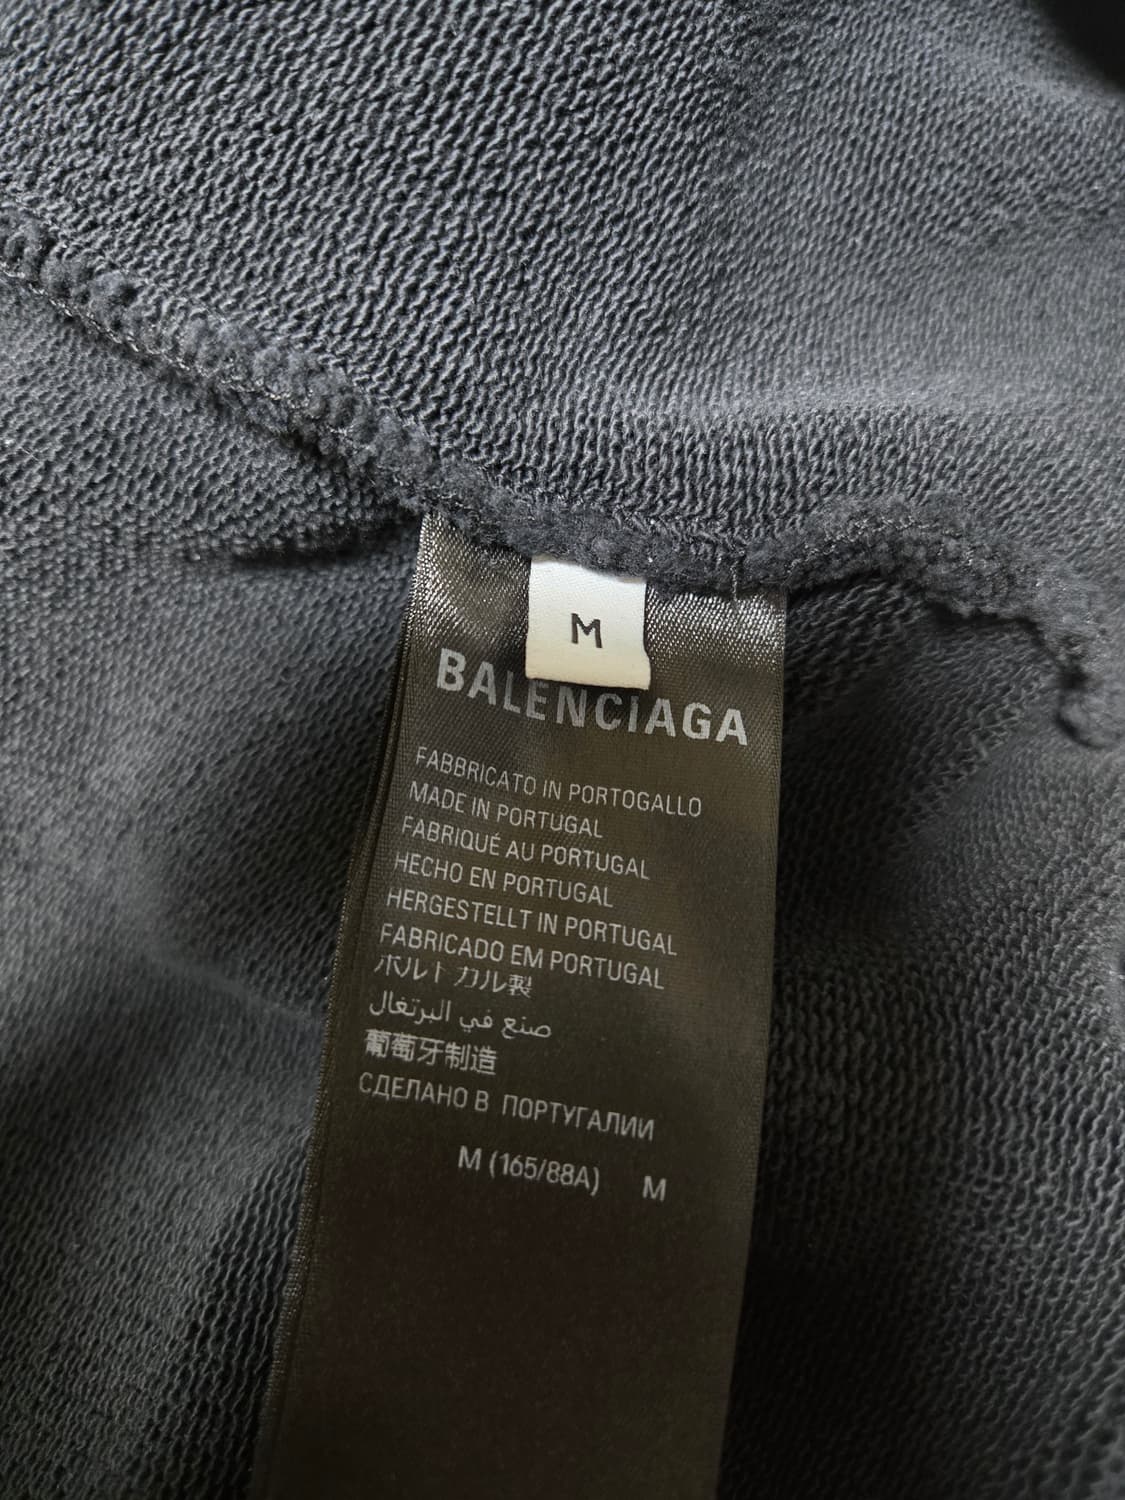 M
BALENCIAGA
FABBRICATO IN PORTOGALLO
MADE IN PORTUGAL
FABRIQUÉ AU PORTUGAL
HECHO EN PORTUGAL
HERGESTELLT IN PORTUGAL
FABRICADO EM PORTUGAL
ポルトガル製
صنع في البرتغال
葡萄牙制造
СДЕЛАНО В ПОРТУГАЛИИ
M (165/88A) M